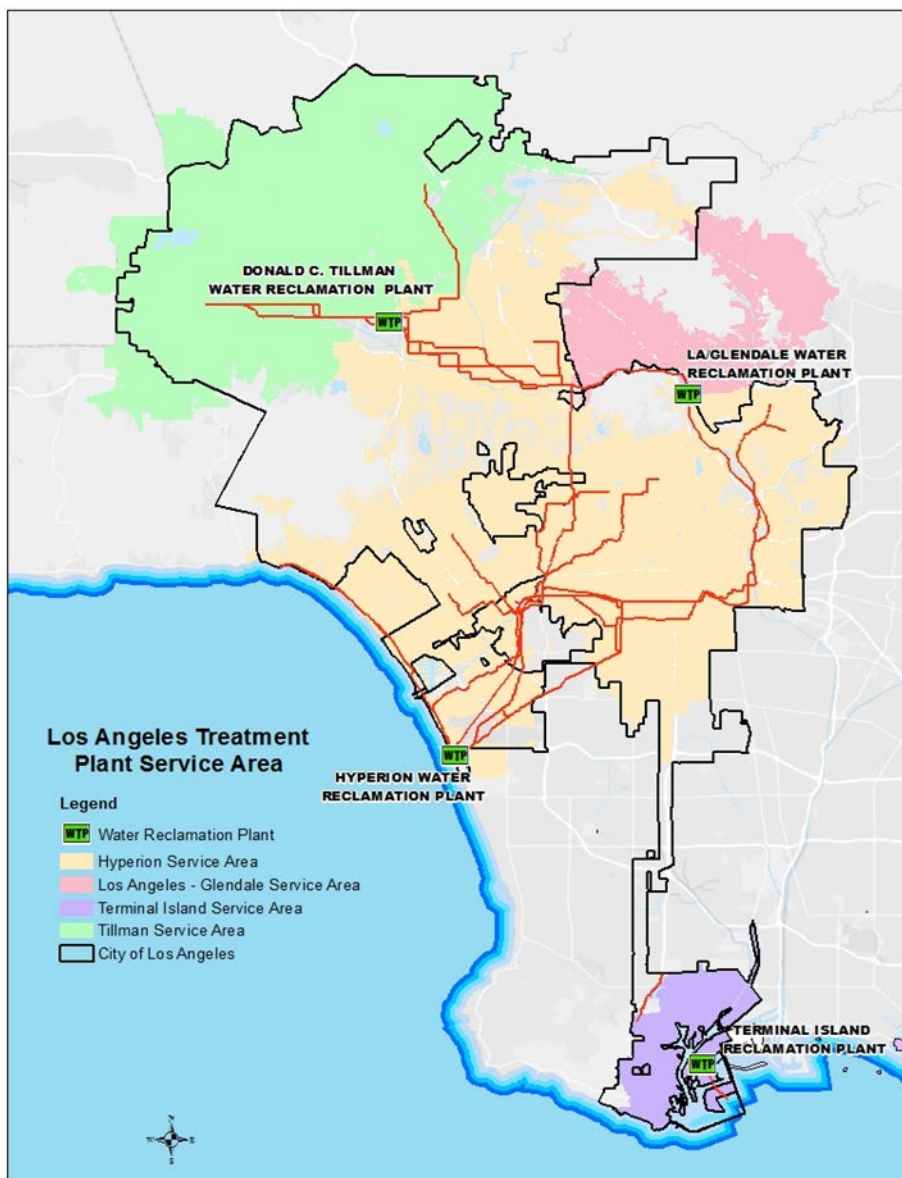 DONALD C. TILLMAN
WATER RECLAMATION PLANT
WTP
LA/GLENDALE WATER
RECLAMATION PLANT
WTP
WTP
HYPERION WATER
RECLAMATION PLANT
Los Angeles Treatment
Plant Service Area
Legend
WTP Water Reclamation Plant
Hyperion Service Area
Los Angeles - Glendale Service Area
Terminal Island Service Area
Tillman Service Area
City of Los Angeles
TERMINAL ISLAND
RECLAMATION PLANT
WTP
N
W E
S